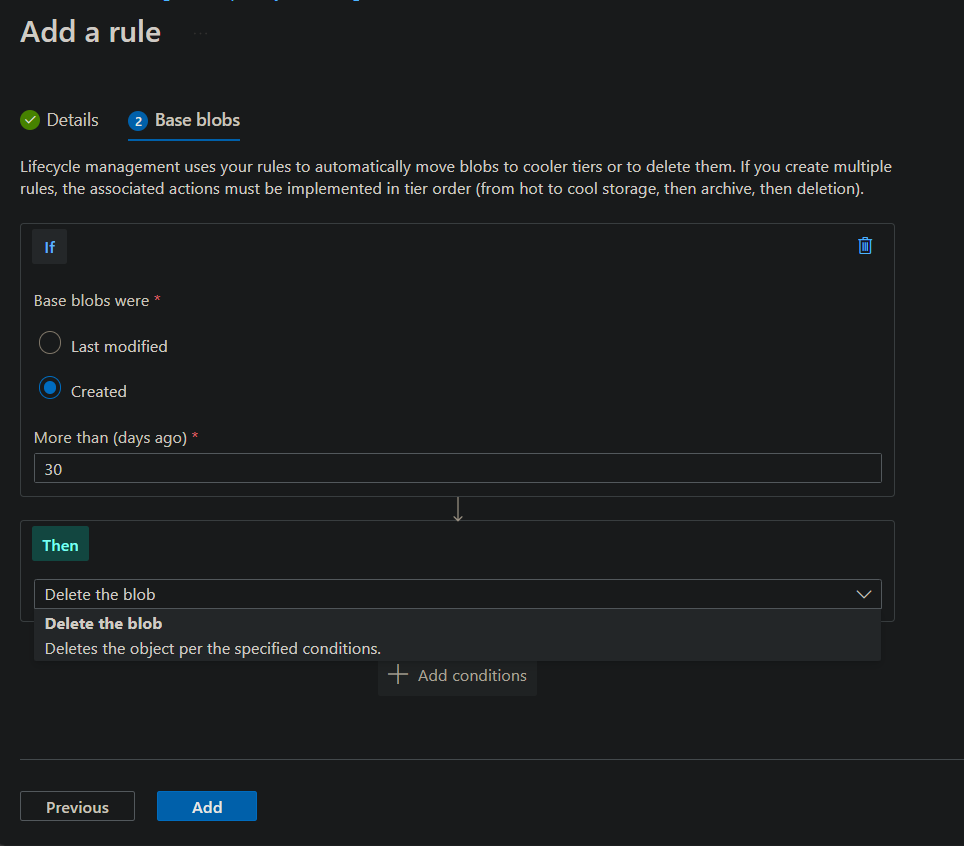 Add a rule
...
Details
2 Base blobs
Lifecycle management uses your rules to automatically move blobs to cooler tiers or to delete them. If you create multiple
rules, the associated actions must be implemented in tier order (from hot to cool storage, then archive, then deletion).
If
Base blobs were *
Last modified
Created
More than (days ago) *
30
Then
Delete the blob
Delete the blob
Deletes the object per the specified conditions.
Add conditions
Previous
Add